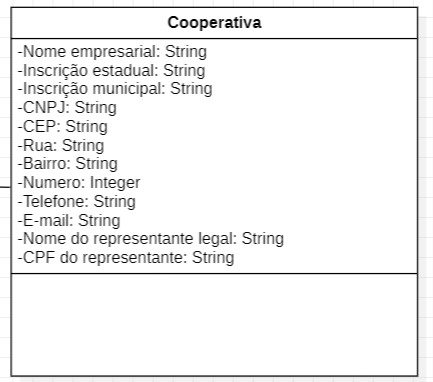 Cooperativa
-Nome empresarial: String
-Inscrição estadual: String
-Inscrição municipal: String
-CNPJ: String
-CEP: String
-Rua: String
-Bairro: String
-Numero: Integer
-Telefone: String
-E-mail: String
-Nome do representante legal: String
-CPF do representante: String